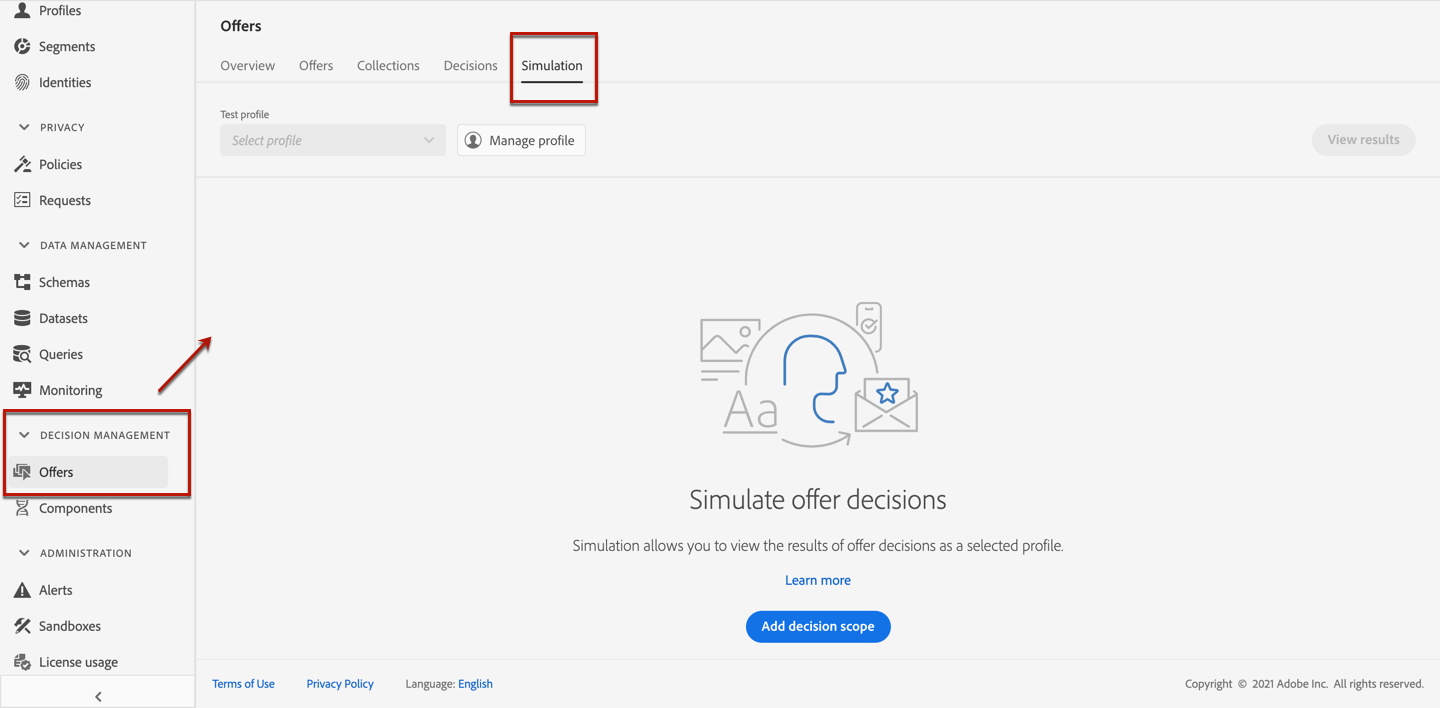 Profiles
Segments
Identities
PRIVACY
Policies
Requests
DATA MANAGEMENT
Schemas
Datasets
Queries
Monitoring
DECISION MANAGEMENT
Offers
Components
ADMINISTRATION
Alerts
Sandboxes
License usage
Offers
Overview Offers Collections Decisions Simulation
Test profile
Select profile Manage profile View results
Aa
Simulate offer decisions
Simulation allows you to view the results of offer decisions as a selected profile.
Learn more
Add decision scope
Terms of Use Privacy Policy Language: English Copyright © 2021 Adobe Inc. All rights reserved.